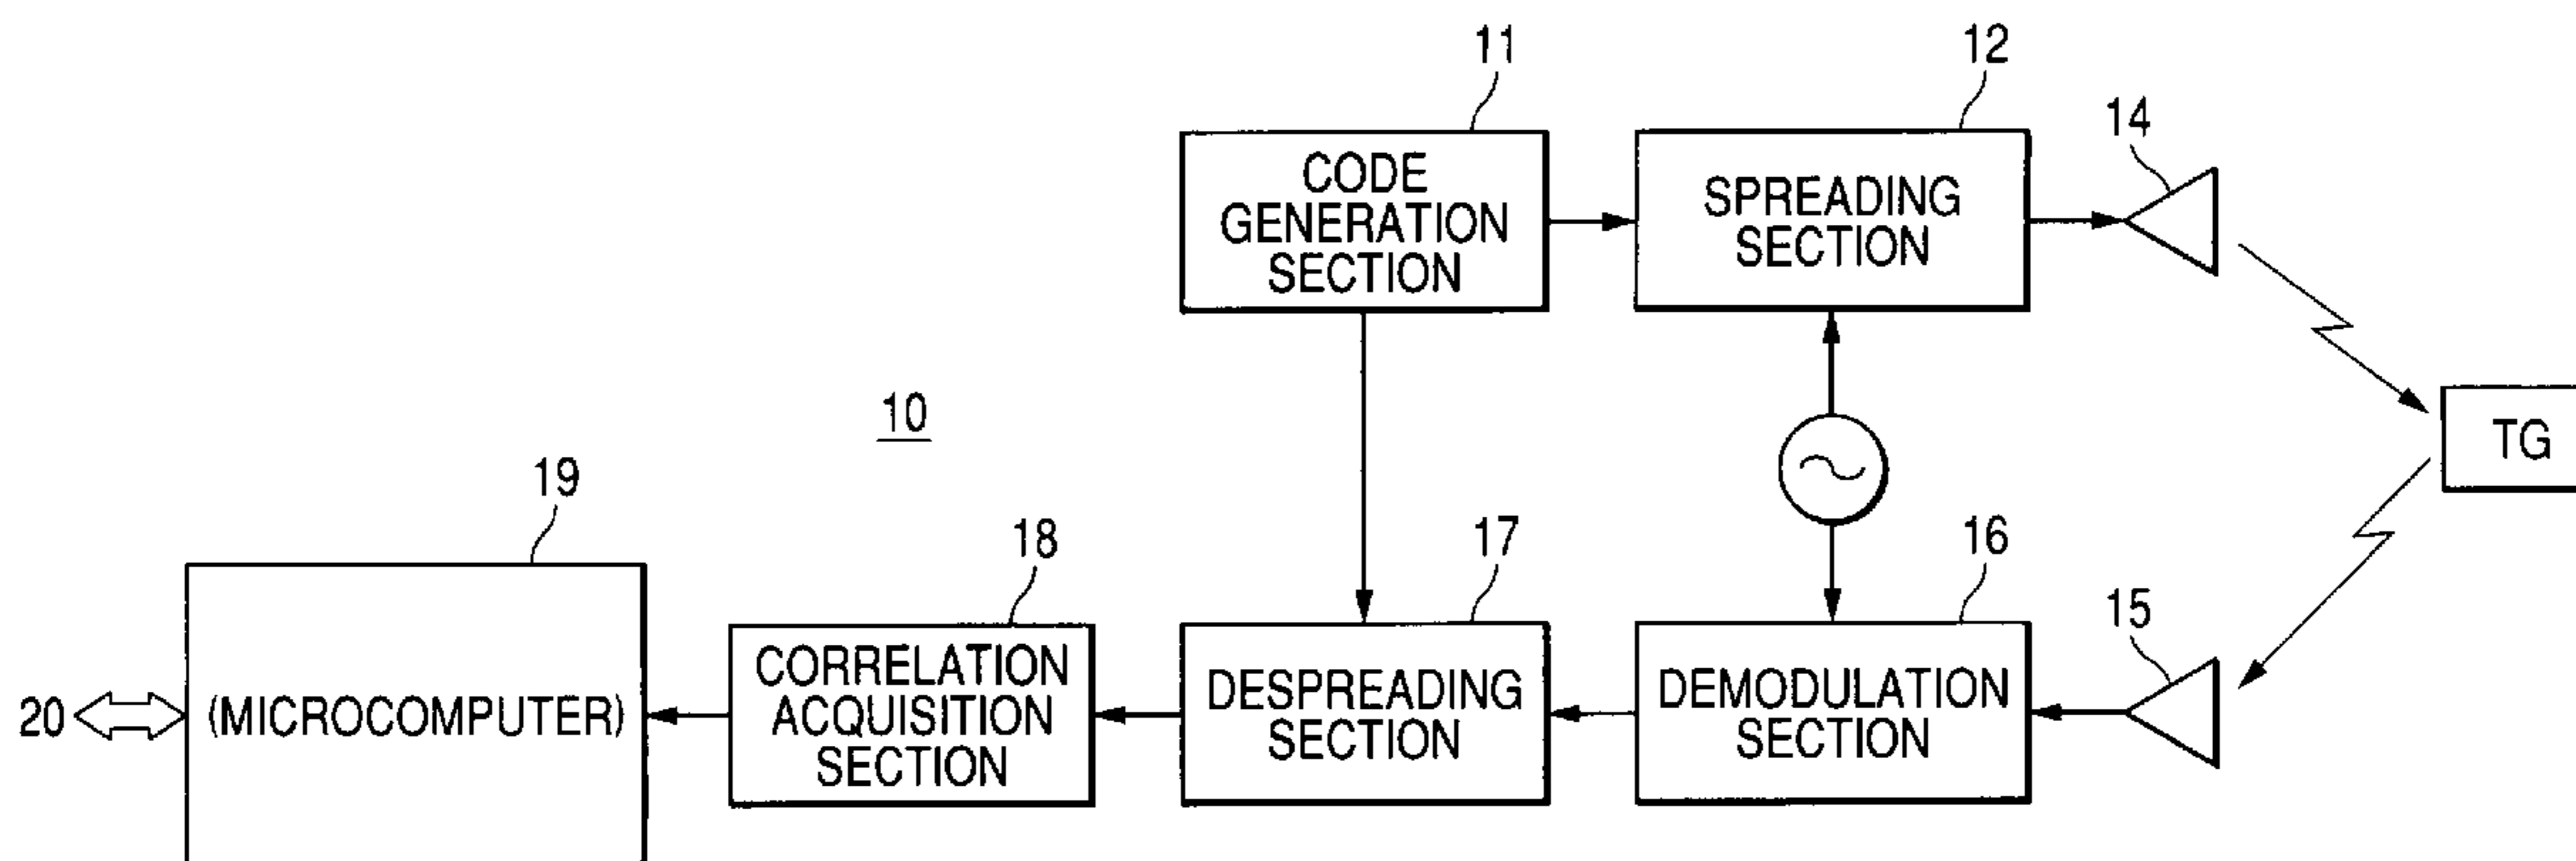 11
12
14
CODE
GENERATION
SECTION
SPREADING
SECTION
10
TG
19
18
17
16
15
20
(MICROCOMPUTER)
CORRELATION
ACQUISITION
SECTION
DESPREADING
SECTION
DEMODULATION
SECTION